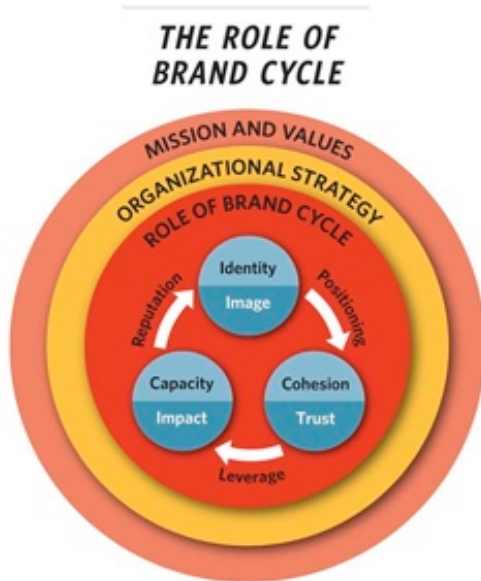 THE ROLE OF
BRAND CYCLE
MISSION AND VALUES
ORGANIZATIONAL STRATEGY
ROLE OF BRAND CYCLE
Identity
Image
Reputation
Positioning
Capacity
Impact
Cohesion
Trust
Leverage